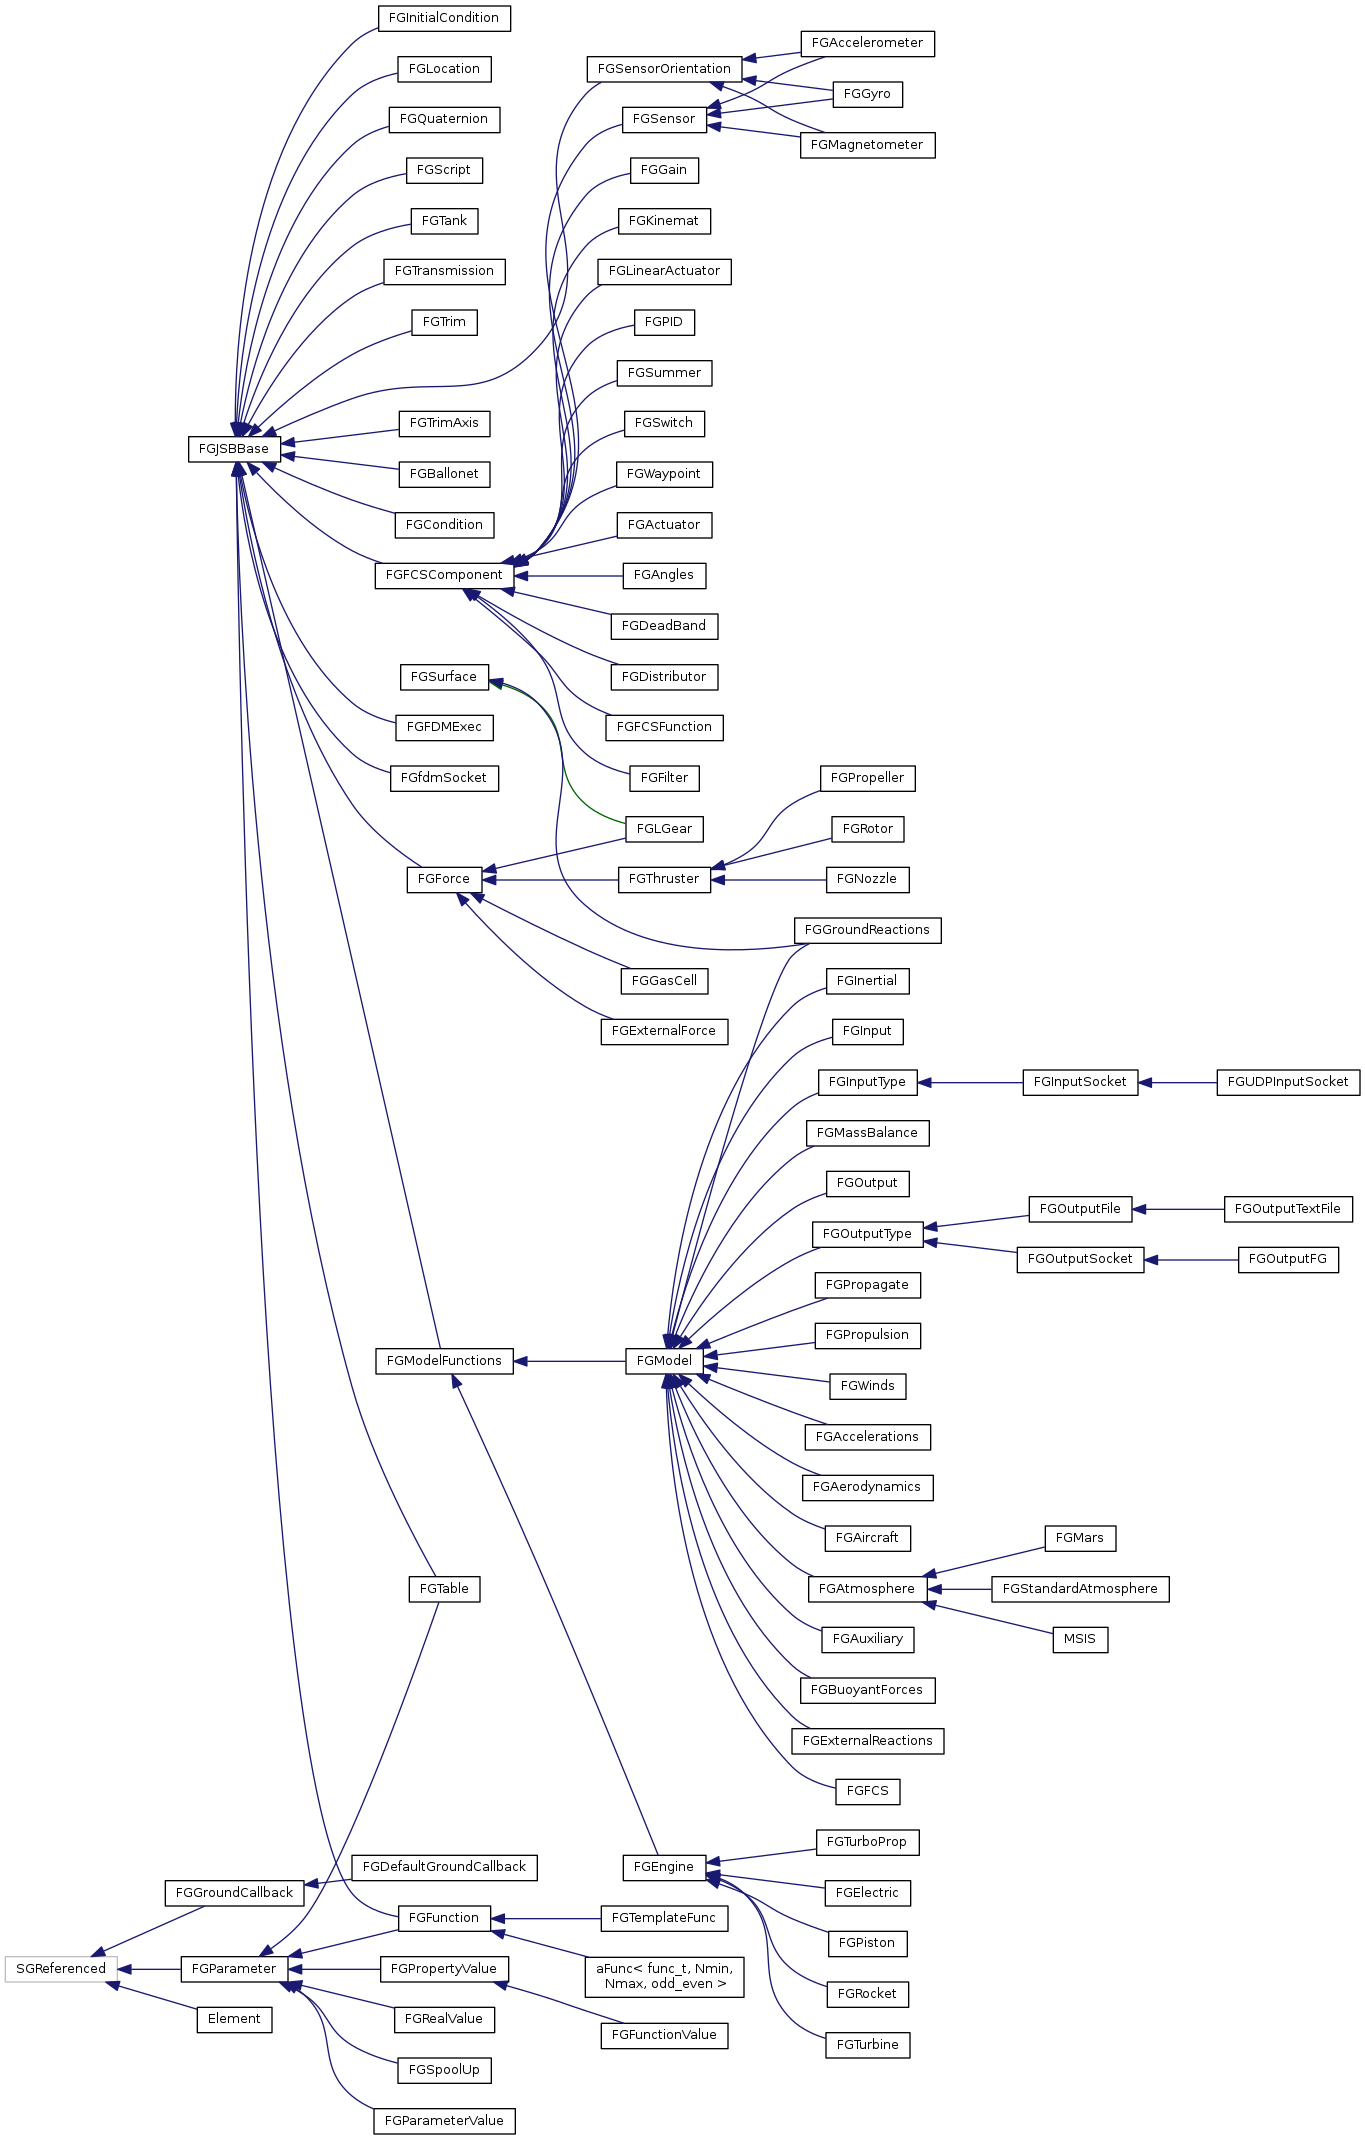 FGInitialCondition
FGLocation
FGQuaternion
FGScript
FGTank
FGTransmission
FGTrim
FGJSBBase
FGTrimAxis
FGBallonet
FGCondition
FGFCSComponent
FGSurface
FGFDMExec
FGfdmSocket
FGForce
FGModelFunctions
FGTable
FGSensorOrientation
FGSensor
FGGain
FGKinemat
FGLinearActuator
FGPID
FGSummer
FGSwitch
FGWaypoint
FGActuator
FGAngles
FGDeadBand
FGDistributor
FGFCSFunction
FGFilter
FGLGear
FGThruster
FGGasCell
FGExternalForce
FGModel
FGEngine
FGAccelerometer
FGGyro
FGMagnetometer
FGPropeller
FGRotor
FGNozzle
FGGroundReactions
FGInertial
FGInput
FGInputType
FGInputSocket
FGUDPInputSocket
FGMassBalance
FGOutput
FGOutputType
FGOutputFile
FGOutputTextFile
FGOutputSocket
FGOutputFG
FGPropagate
FGPropulsion
FGWinds
FGAccelerations
FGAerodynamics
FGAircraft
FGAtmosphere
FGMars
FGStandardAtmosphere
MSIS
FGAuxiliary
FGBuoyantForces
FGExternalReactions
FGFCS
FGTurboProp
FGElectric
FGPiston
FGRocket
FGTurbine
SGReferenced
FGGroundCallback
FGDefaultGroundCallback
FGParameter
Element
FGFunction
FGTemplateFunc
aFunc< func_t, Nmin,
Nmax, odd_even >
FGPropertyValue
FGFunctionValue
FGRealValue
FGSpoolUp
FGParameterValue